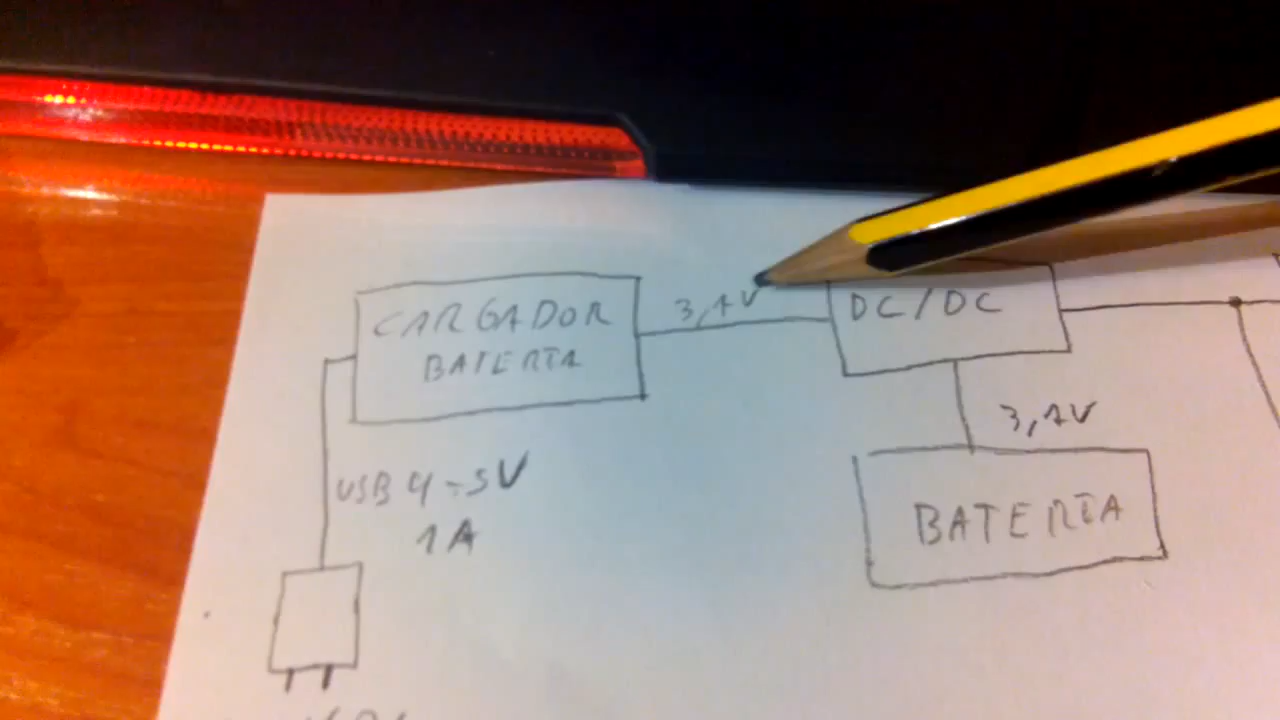 CARGADOR
BATERIA
3,7V
DC/DC
3,7V
BATERIA
USB 4-5V
1A